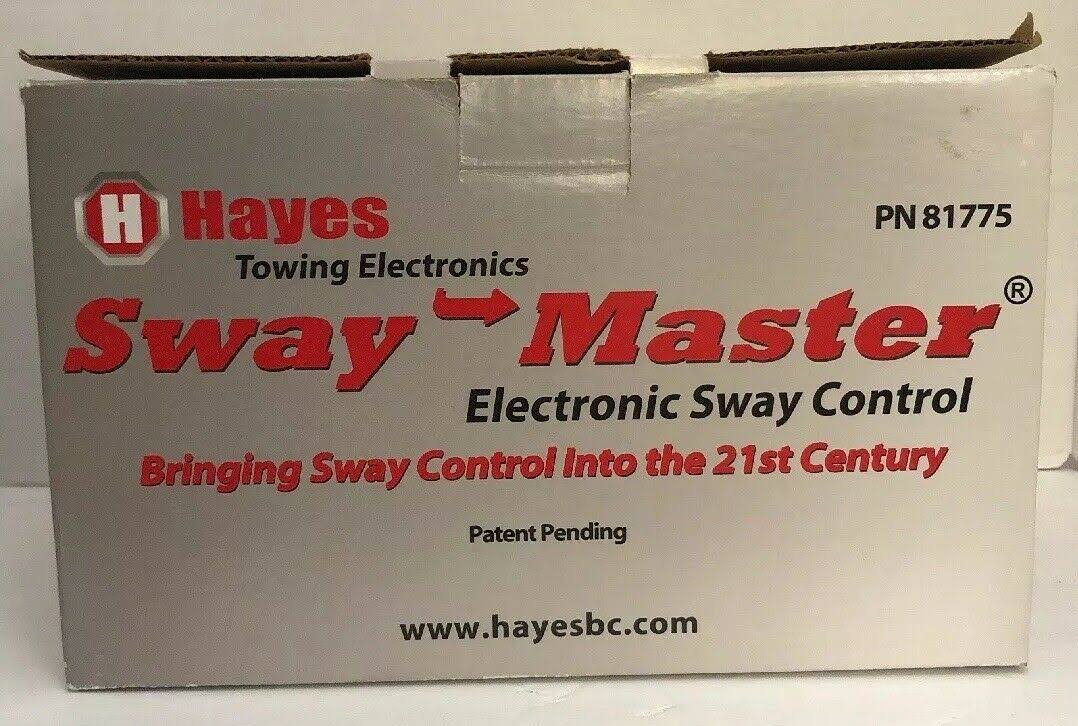 H Hayes
PN 81775
Towing Electronics
Sway Master®
Electronic Sway Control
Bringing Sway Control Into the 21st Century
Patent Pending
www.hayesbc.com